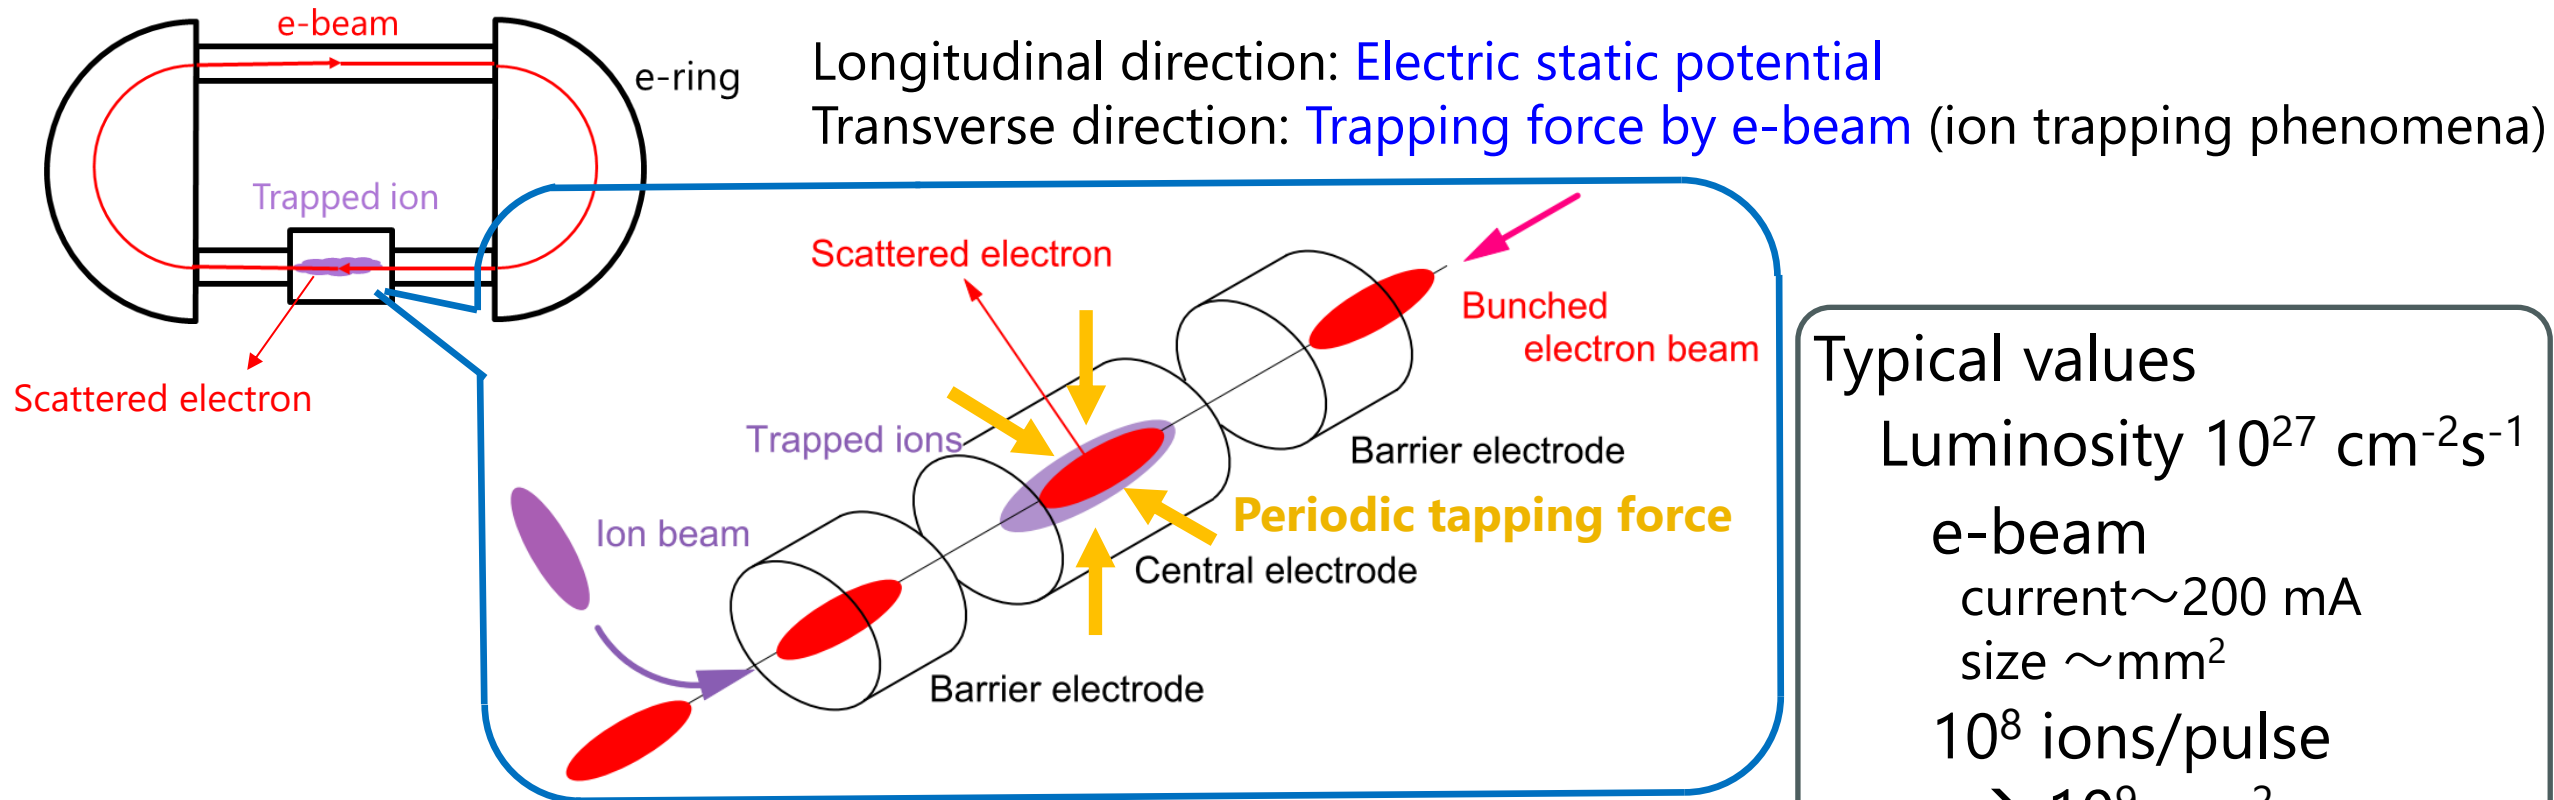 e-beam
e-ring
Trapped ion
Scattered electron
Longitudinal direction: Electric static potential
Transverse direction: Trapping force by e-beam (ion trapping phenomena)
Scattered electron
Bunched
electron beam
Trapped ions
Barrier electrode
Periodic tapping force
Ion beam
Central electrode
Barrier electrode
Typical values
Luminosity 10²⁷ cm⁻²s⁻¹
e-beam
current～200 mA
size ～mm²
10⁸ ions/pulse